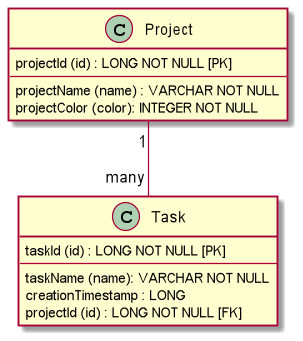 C Project
projectId (id) : LONG NOT NULL [PK]
projectName (name) : VARCHAR NOT NULL
projectColor (color): INTEGER NOT NULL
1
many
C Task
taskId (id) : LONG NOT NULL [PK]
taskName (name): VARCHAR NOT NULL
creationTimestamp : LONG
projectId (id) : LONG NOT NULL [FK]